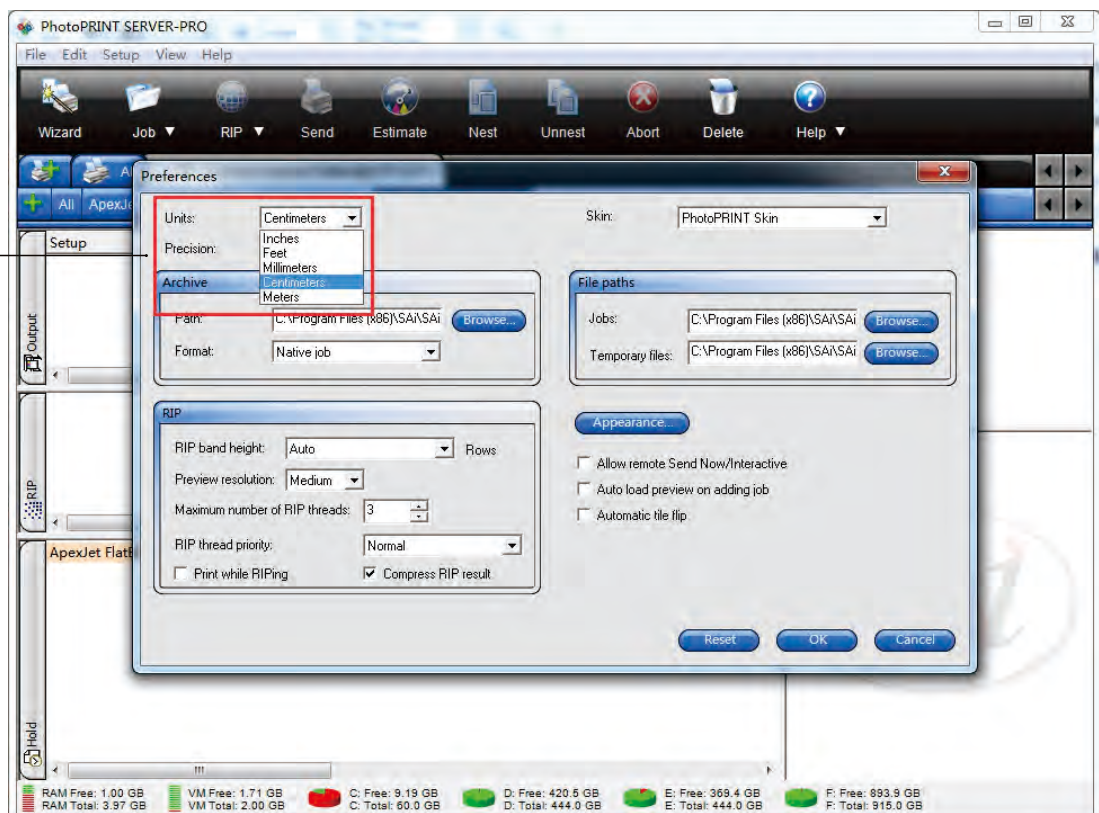 PhotoPRINT SERVER-PRO
File Edit Setup View Help
Wizard Job RIP Send Estimate Nest Unnest Abort Delete Help
All ApexJe
Preferences
Units: Centimeters
Inches
Feet
Millimeters
Centimeters
Meters
Precision:
Skin: PhotoPRINT Skin
Archive
Path: C:\Program Files (x86)\SAi\SAi Browse...
Format: Native job
File paths
Jobs: C:\Program Files (x86)\SAi\SAi Browse...
Temporary files: C:\Program Files (x86)\SAi\SAi Browse...
RIP
RIP band height: Auto Rows
Preview resolution: Medium
Maximum number of RIP threads: 3
RIP thread priority: Normal
Print while RIPing Compress RIP result
Appearance...
Allow remote Send Now/Interactive
Auto load preview on adding job
Automatic tile flip
Reset OK Cancel
Setup
Output
RIP
ApexJet FlatB
Hold
RAM Free: 1.00 GB VM Free: 1.71 GB C: Free: 9.19 GB D: Free: 420.5 GB E: Free: 369.4 GB F: Free: 893.9 GB
RAM Total: 3.97 GB VM Total: 2.00 GB C: Total: 60.0 GB D: Total: 444.0 GB E: Total: 444.0 GB F: Total: 915.0 GB